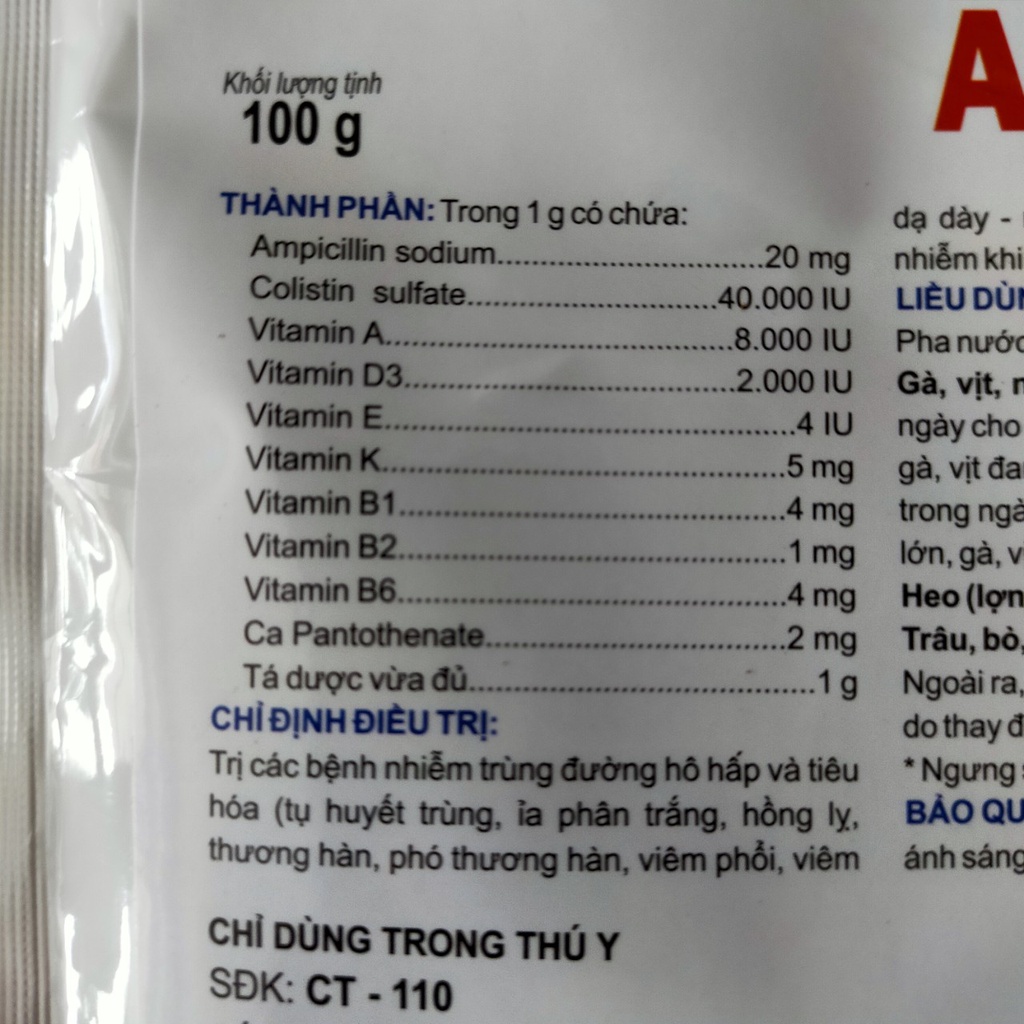 A
Khối lượng tịnh
100 g
THÀNH PHẦN: Trong 1 g có chứa:
Ampicillin sodium..............................20 mg
Colistin sulfate............................40.000 IU
Vitamin A.......................................8.000 IU
Vitamin D3.....................................2.000 IU
Vitamin E..............................................4 IU
Vitamin K.............................................5 mg
Vitamin B1...........................................4 mg
Vitamin B2...........................................1 mg
Vitamin B6...........................................4 mg
Ca Pantothenate.................................2 mg
Tá dược vừa đủ......................................1 g
CHỈ ĐỊNH ĐIỀU TRỊ:
Trị các bệnh nhiễm trùng đường hô hấp và tiêu
hóa (tụ huyết trùng, ỉa phân trắng, hồng lỵ,
thương hàn, phó thương hàn, viêm phổi, viêm
CHỈ DÙNG TRONG THÚ Y
SĐK: CT - 110
dạ dày -
nhiễm khi
LIỀU
Pha nước
Gà, vịt,
ngày cho
gà, vịt
trong
lớn, gà,
Heo (lợn
Trâu, bò,
Ngoài ra,
do thay
* Ngưng
BẢO
ánh sáng